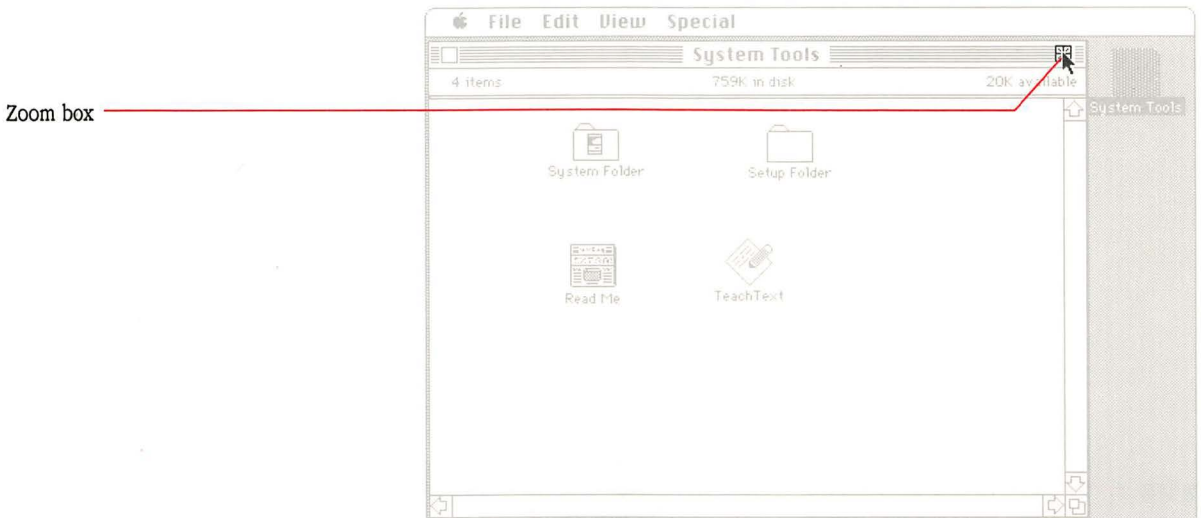 File Edit View Special
System Tools
4 items 759K in disk 20K available
Zoom box
System Tools
System Folder Setup Folder
Read Me TeachText